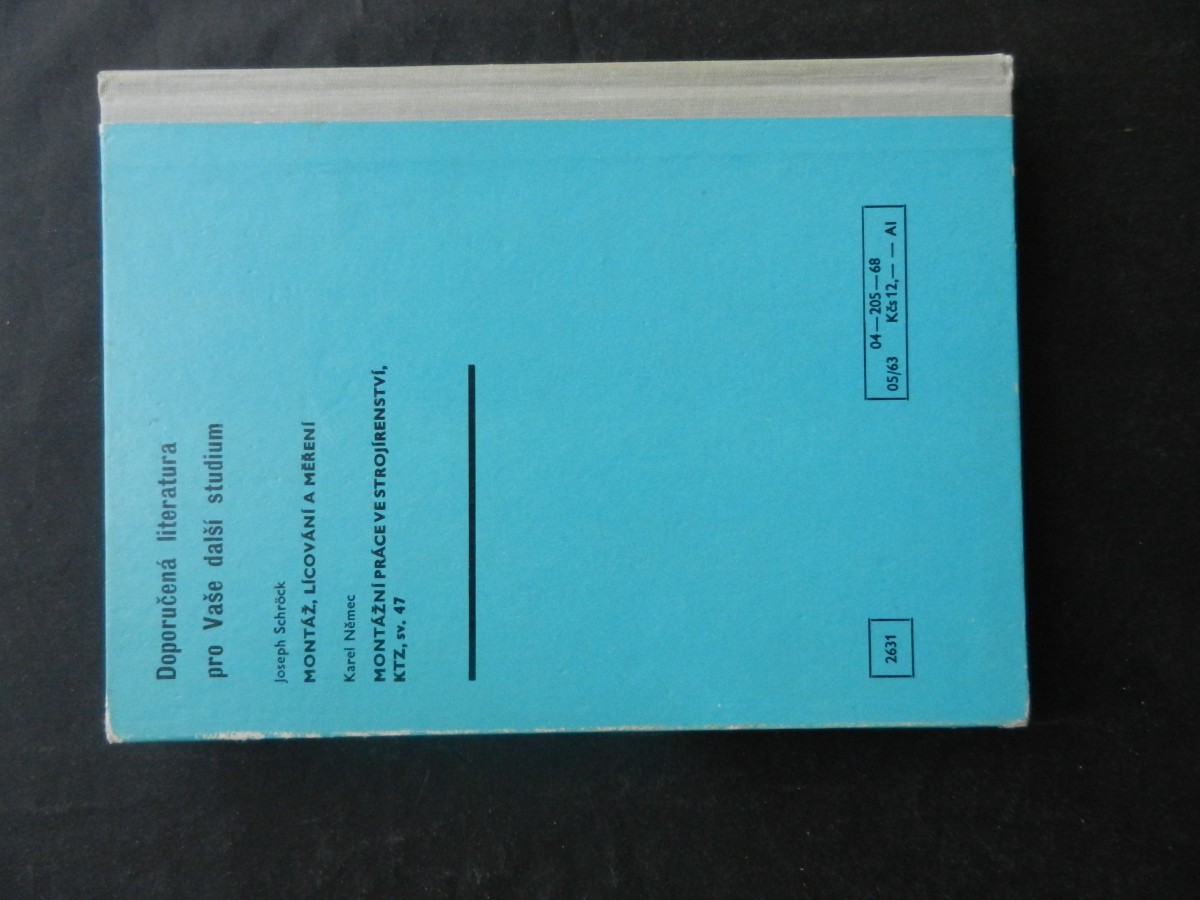 Doporučená literatura
pro Vaše další studium
Joseph Schröck
MONTÁŽ, LÍCOVÁNÍ A MĚŘENÍ
Karel Němec
MONTÁŽNÍ PRÁCE VE STROJÍRENSTVÍ,
KTZ, sv. 47
2631
04—205—68
05/63 Kčs 12,— — AI